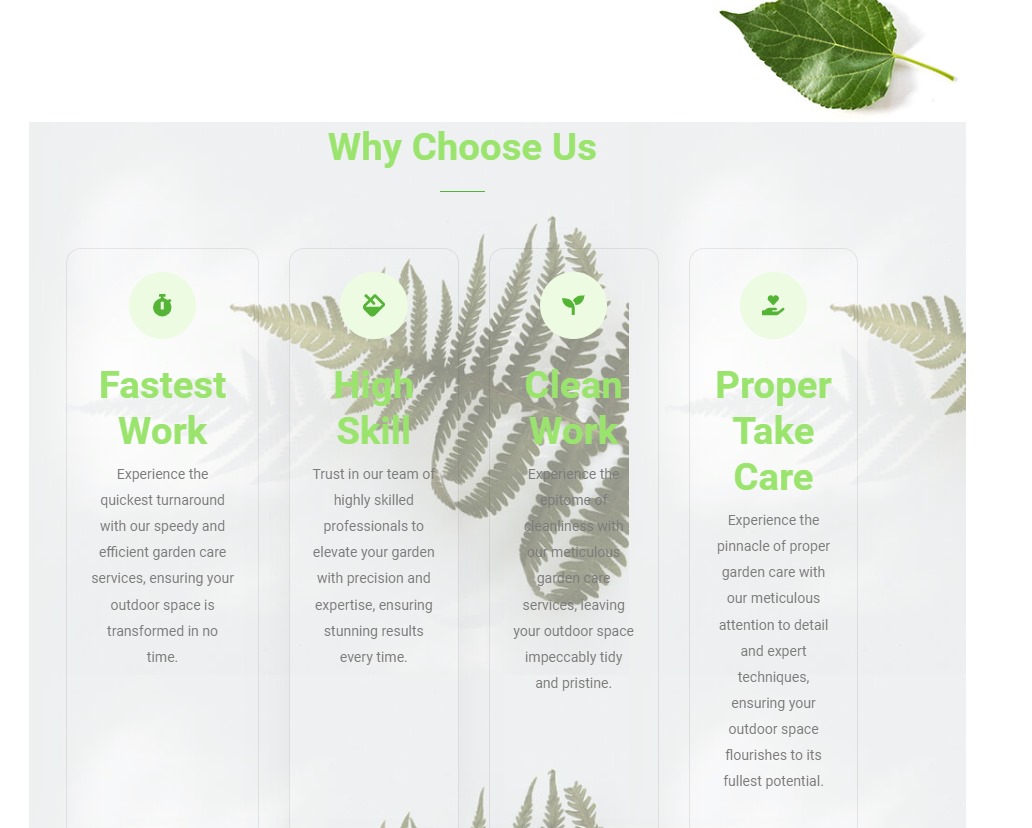 Why Choose Us
Fastest
Work
Experience the
quickest turnaround
with our speedy and
efficient garden care
services, ensuring your
outdoor space is
transformed in no
time.
High
Skill
Trust in our team of
highly skilled
professionals to
elevate your garden
with precision and
expertise, ensuring
stunning results
every time.
Clean
Work
Experience the
epitome of
cleanliness with
our meticulous
garden care
services, leaving
your outdoor space
impeccably tidy
and pristine.
Proper
Take
Care
Experience the
pinnacle of proper
garden care with
our meticulous
attention to detail
and expert
techniques,
ensuring your
outdoor space
flourishes to its
fullest potential.